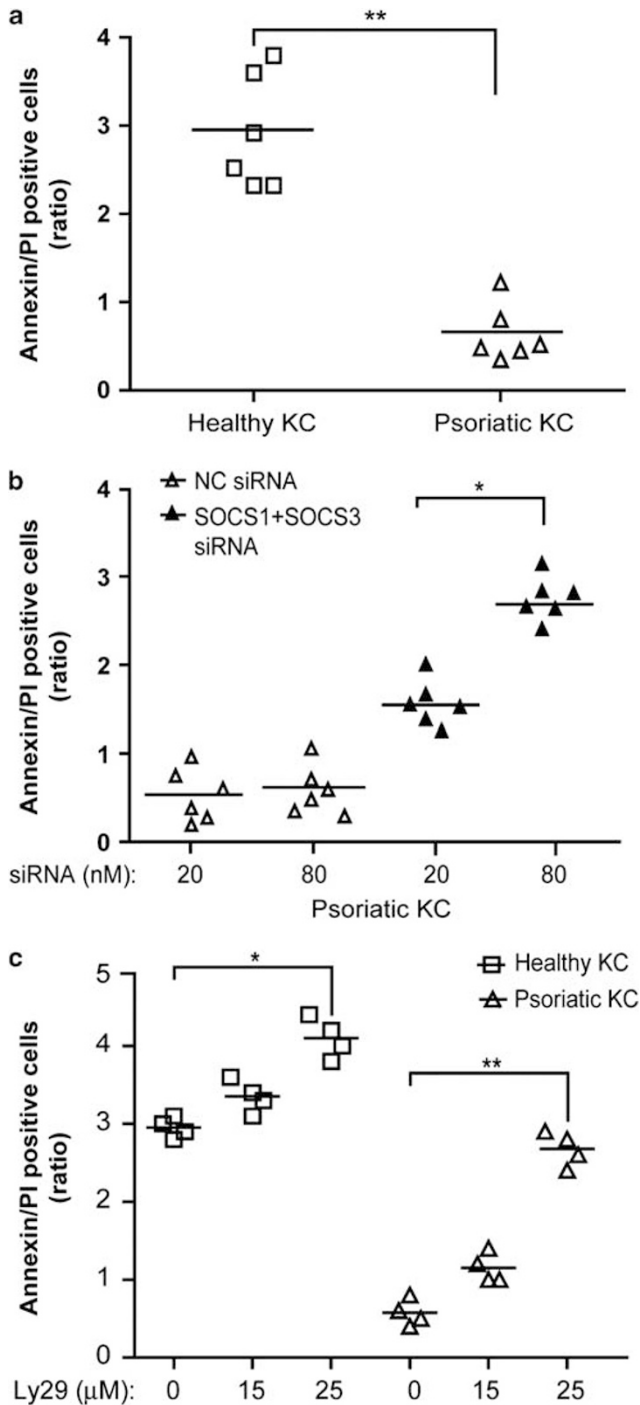 a
**
4
3
2
1
0
Annexin/PI positive cells
(ratio)
Healthy KC
Psoriatic KC
b
NC siRNA
SOCS1+SOCS3
siRNA
*
4
3
2
1
0
Annexin/PI positive cells
(ratio)
siRNA (nM): 20 80 20 80
Psoriatic KC
c
Healthy KC
Psoriatic KC
*
**
5
4
3
2
1
0
Annexin/PI positive cells
(ratio)
Ly29 (μM): 0 15 25 0 15 25